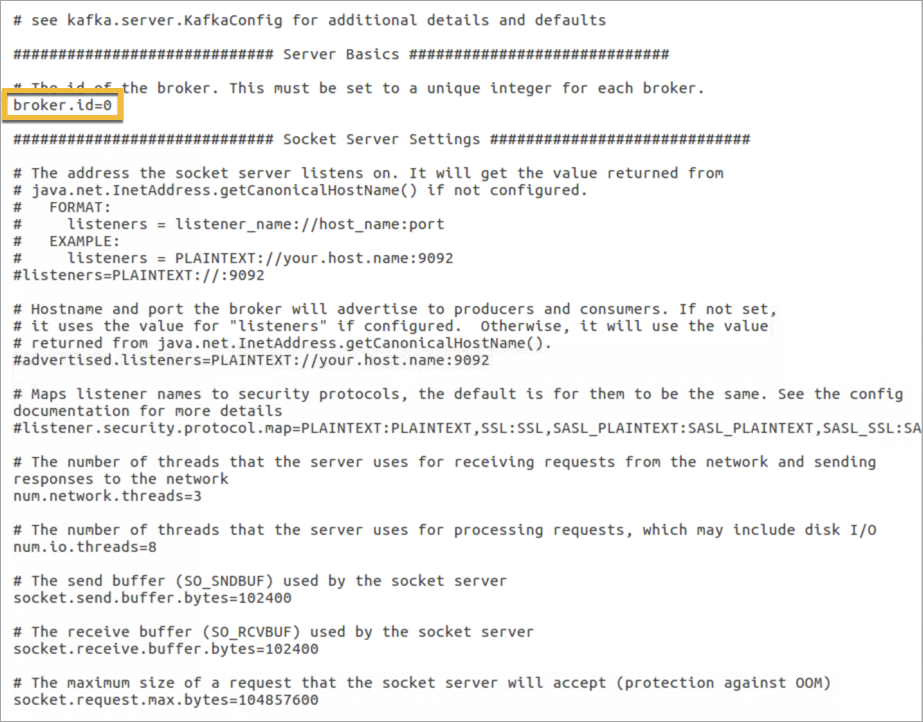 # see kafka.server.KafkaConfig for additional details and defaults
############################# Server Basics #############################
# The id of the broker. This must be set to a unique integer for each broker.
broker.id=0
############################# Socket Server Settings #############################
# The address the socket server listens on. It will get the value returned from
# java.net.InetAddress.getCanonicalHostName() if not configured.
#   FORMAT:
#     listeners = listener_name://host_name:port
#   EXAMPLE:
#     listeners = PLAINTEXT://your.host.name:9092
#listeners=PLAINTEXT://:9092
# Hostname and port the broker will advertise to producers and consumers. If not set,
# it uses the value for "listeners" if configured.  Otherwise, it will use the value
# returned from java.net.InetAddress.getCanonicalHostName().
#advertised.listeners=PLAINTEXT://your.host.name:9092
# Maps listener names to security protocols, the default is for them to be the same. See the config
documentation for more details
#listener.security.protocol.map=PLAINTEXT:PLAINTEXT,SSL:SSL,SASL_PLAINTEXT:SASL_PLAINTEXT,SASL_SSL:SA
# The number of threads that the server uses for receiving requests from the network and sending
responses to the network
num.network.threads=3
# The number of threads that the server uses for processing requests, which may include disk I/O
num.io.threads=8
# The send buffer (SO_SNDBUF) used by the socket server
socket.send.buffer.bytes=102400
# The receive buffer (SO_RCVBUF) used by the socket server
socket.receive.buffer.bytes=102400
# The maximum size of a request that the socket server will accept (protection against OOM)
socket.request.max.bytes=104857600